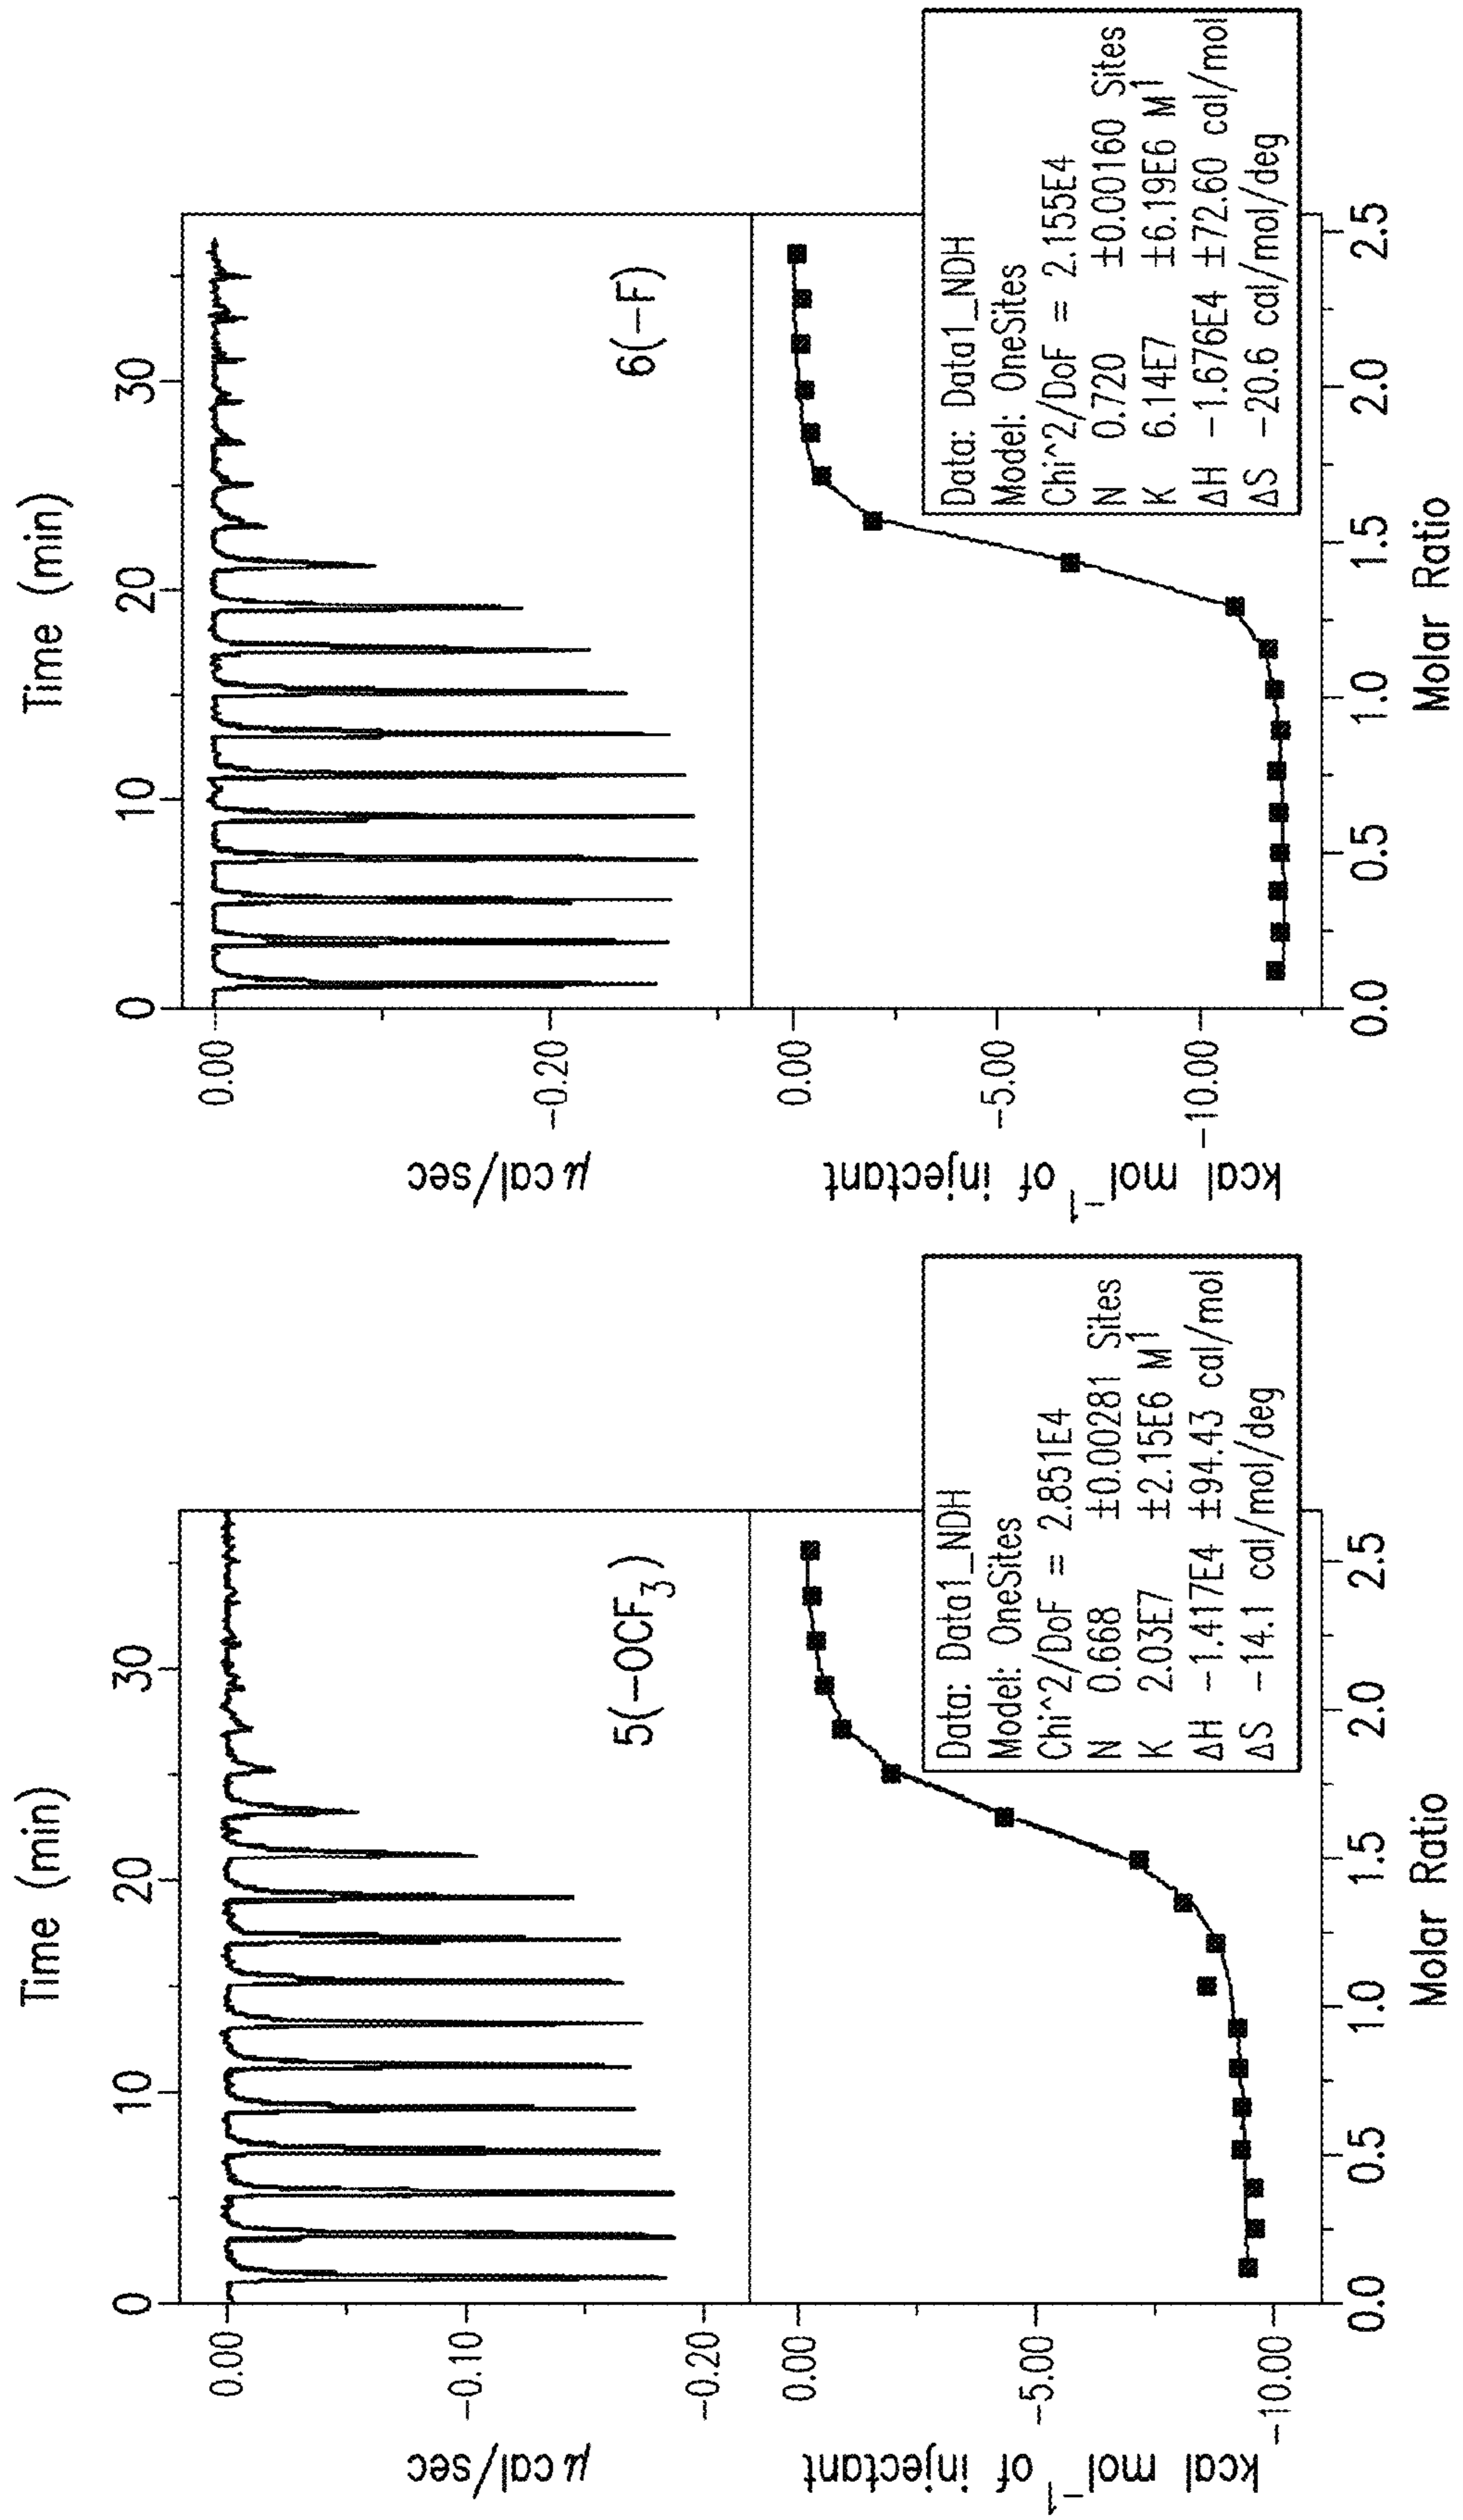 Time (min)
0 10 20 30
0.00
-0.10
-0.20
μcal/sec
5(-OCF3)
0.00
-5.00
-10.00
kcal mol-1 of injectant
Data: Data1_NDH
Model: OneSites
Chi^2/DoF = 2.851E4
N 0.668 ±0.00281 Sites
K 2.03E7 ±2.15E6 M1
ΔH -1.417E4 ±94.43 cal/mol
ΔS -14.1 cal/mol/deg
0.0 0.5 1.0 1.5 2.0 2.5
Molar Ratio
Time (min)
0 10 20 30
0.00
-0.20
μcal/sec
6(-F)
0.00
-5.00
-10.00
kcal mol-1 of injectant
Data: Data1_NDH
Model: OneSites
Chi^2/DoF = 2.155E4
N 0.720 ±0.00160 Sites
K 6.14E7 ±6.19E6 M1
ΔH -1.676E4 ±72.60 cal/mol
ΔS -20.6 cal/mol/deg
0.0 0.5 1.0 1.5 2.0 2.5
Molar Ratio